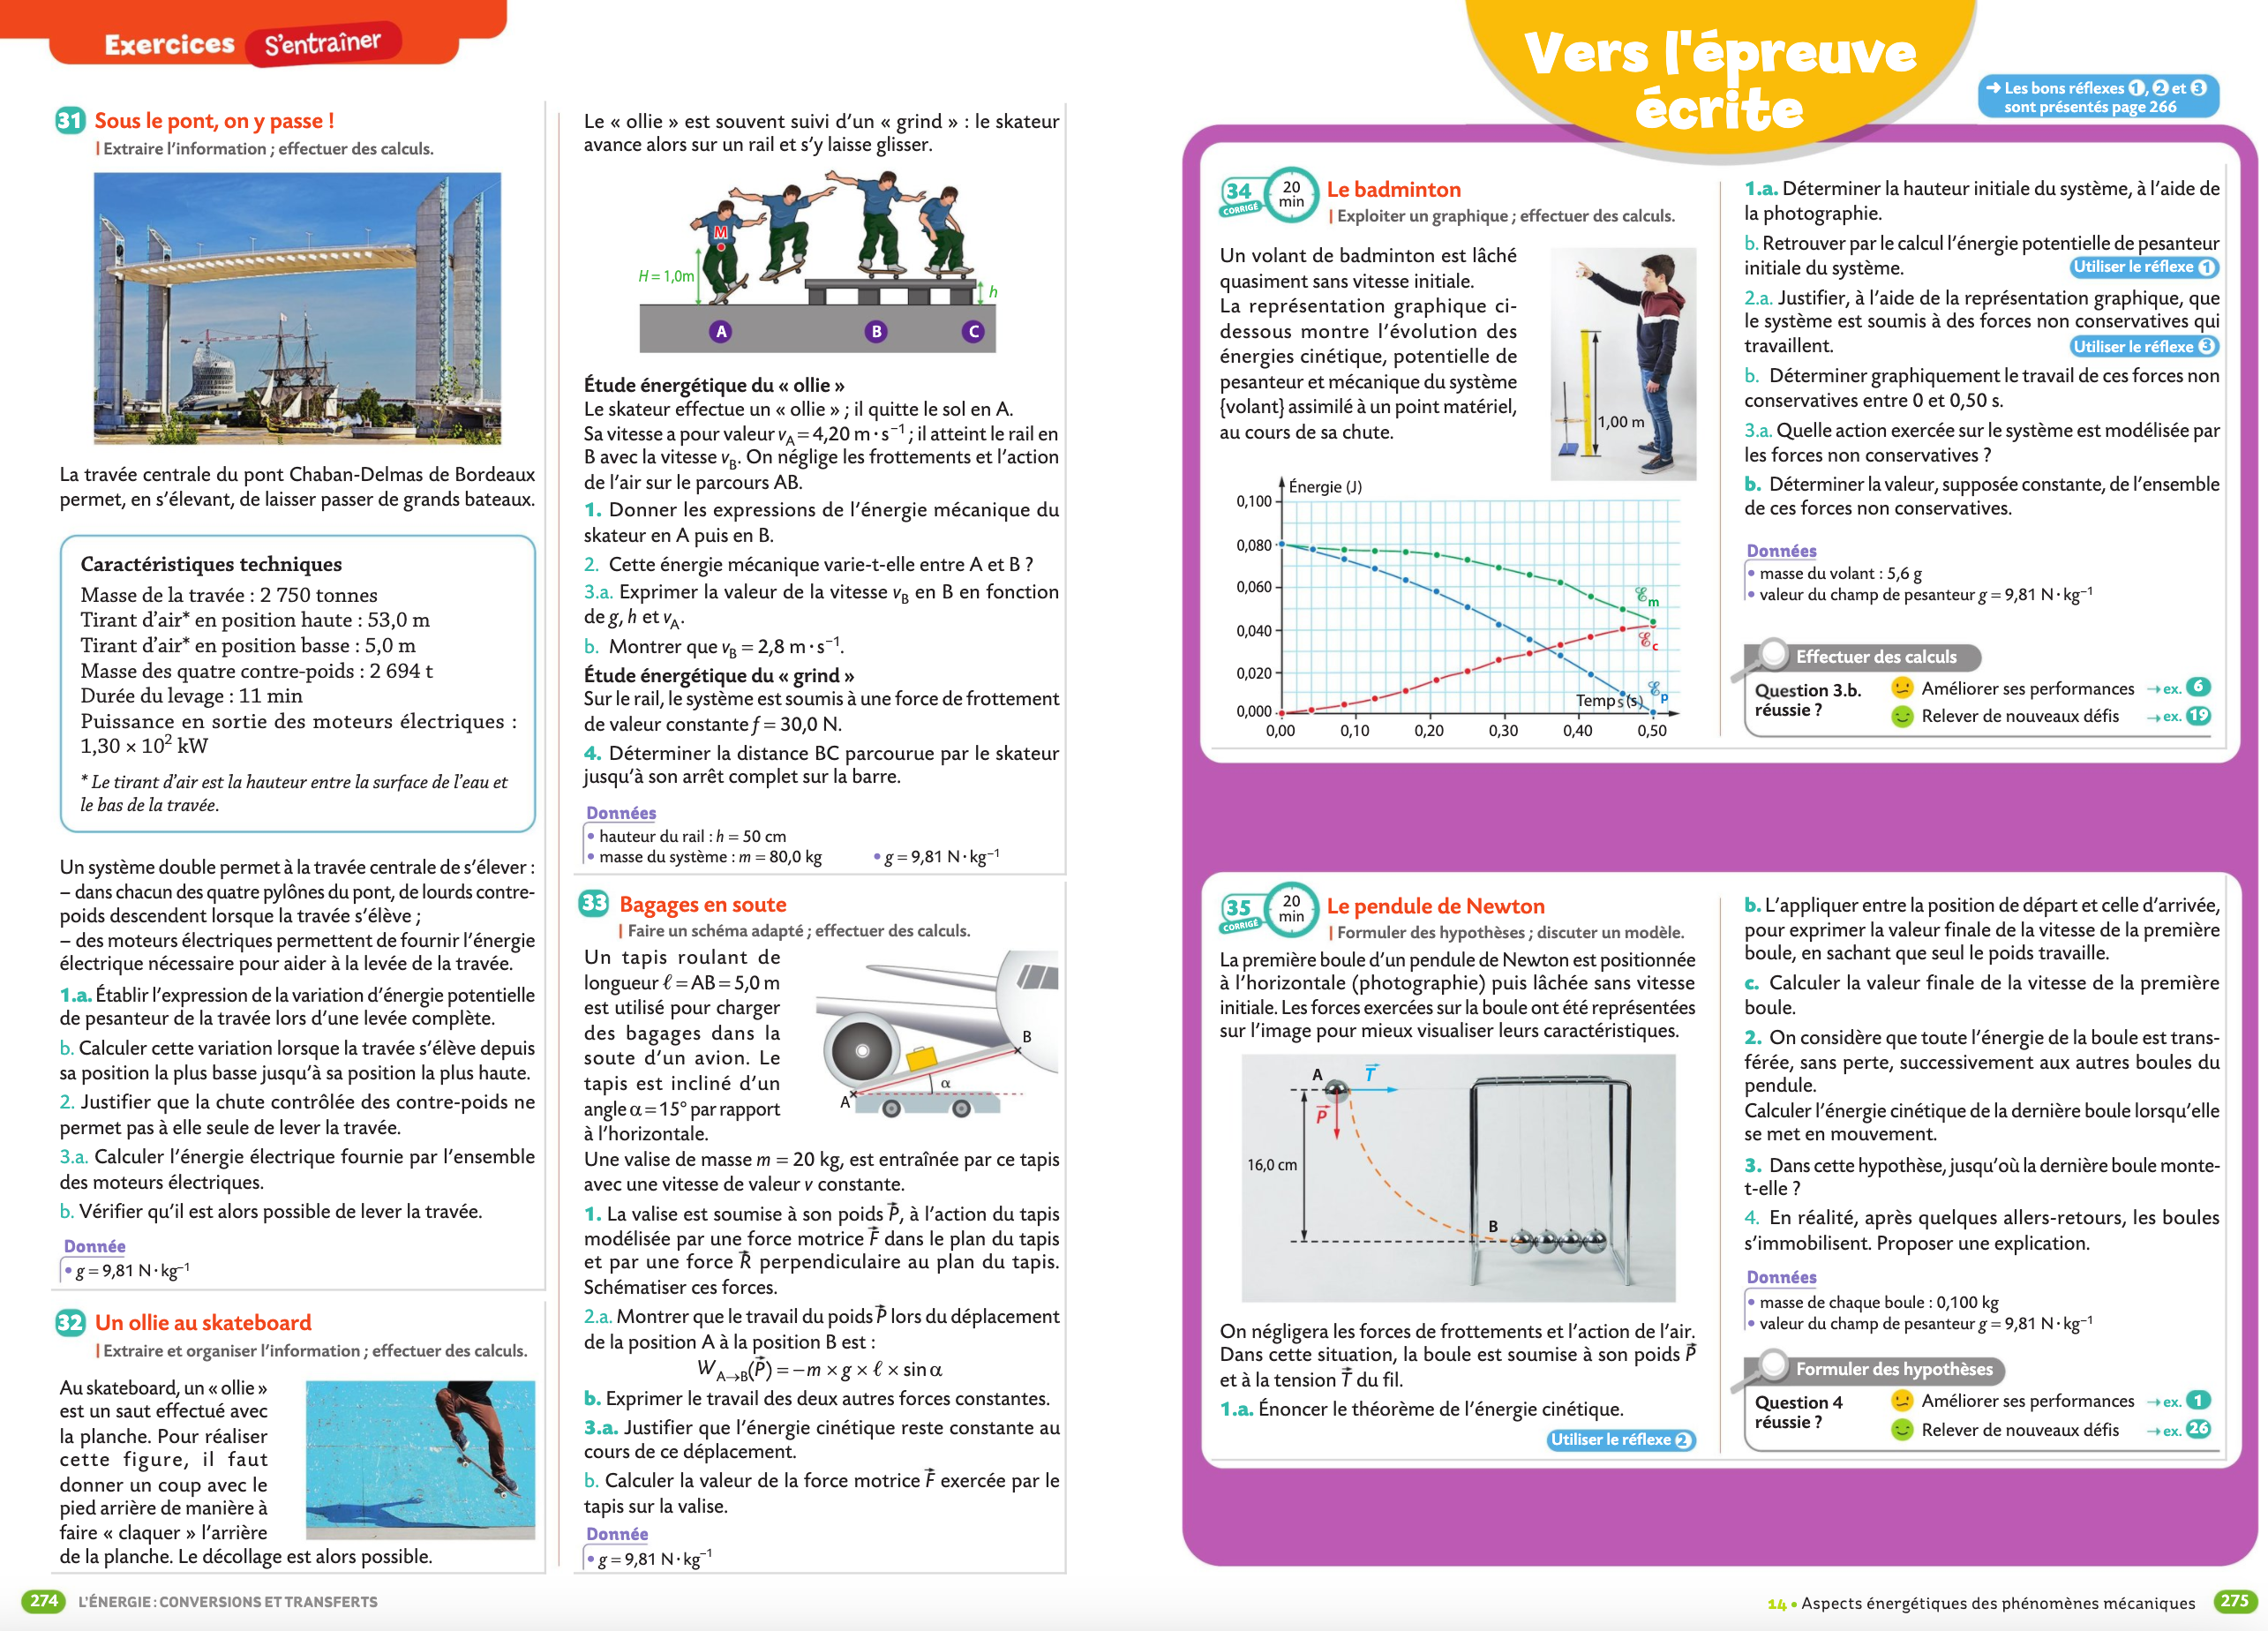 Exercices S'entraîner
31 Sous le pont, on y passe !
Extraire l'information ; effectuer des calculs.
La travée centrale du pont Chaban-Delmas de Bordeaux
permet, en s'élevant, de laisser passer de grands bateaux.
Caractéristiques techniques
Masse de la travée : 2 750 tonnes
Tirant d'air* en position haute : 53,0 m
Tirant d'air* en position basse : 5,0 m
Masse des quatre contre-poids : 2 694 t
Durée du levage : 11 min
Puissance en sortie des moteurs électriques :
1,30 × 10² kW
* Le tirant d'air est la hauteur entre la surface de l'eau et
le bas de la travée.
Un système double permet à la travée centrale de s'élever :
– dans chacun des quatre pylônes du pont, de lourds contre-
poids descendent lorsque la travée s'élève ;
– des moteurs électriques permettent de fournir l'énergie
électrique nécessaire pour aider à la levée de la travée.
1.a. Établir l'expression de la variation d'énergie potentielle
de pesanteur de la travée lors d'une levée complète.
b. Calculer cette variation lorsque la travée s'élève depuis
sa position la plus basse jusqu'à sa position la plus haute.
2. Justifier que la chute contrôlée des contre-poids ne
permet pas à elle seule de lever la travée.
3.a. Calculer l'énergie électrique fournie par l'ensemble
des moteurs électriques.
b. Vérifier qu'il est alors possible de lever la travée.
Donnée
• g = 9,81 N·kg⁻¹
32 Un ollie au skateboard
Extraire et organiser l'information ; effectuer des calculs.
Au skateboard, un « ollie »
est un saut effectué avec
la planche. Pour réaliser
cette figure, il faut
donner un coup avec le
pied arrière de manière à
faire « claquer » l'arrière
de la planche. Le décollage est alors possible.
Le « ollie » est souvent suivi d'un « grind » : le skateur
avance alors sur un rail et s'y laisse glisser.
M
H = 1,0m
h
A B C
Étude énergétique du « ollie »
Le skateur effectue un « ollie » ; il quitte le sol en A.
Sa vitesse a pour valeur vA = 4,20 m·s⁻¹ ; il atteint le rail en
B avec la vitesse vB. On néglige les frottements et l'action
de l'air sur le parcours AB.
1. Donner les expressions de l'énergie mécanique du
skateur en A puis en B.
2. Cette énergie mécanique varie-t-elle entre A et B ?
3.a. Exprimer la valeur de la vitesse vB en B en fonction
de g, h et vA.
b. Montrer que vB = 2,8 m·s⁻¹.
Étude énergétique du « grind »
Sur le rail, le système est soumis à une force de frottement
de valeur constante f = 30,0 N.
4. Déterminer la distance BC parcourue par le skateur
jusqu'à son arrêt complet sur la barre.
Données
• hauteur du rail : h = 50 cm
• masse du système : m = 80,0 kg • g = 9,81 N·kg⁻¹
33 Bagages en soute
Faire un schéma adapté ; effectuer des calculs.
Un tapis roulant de
longueur ℓ = AB = 5,0 m
est utilisé pour charger
des bagages dans la
soute d'un avion. Le
tapis est incliné d'un
angle α = 15° par rapport
à l'horizontale.
B
α
A
Une valise de masse m = 20 kg, est entraînée par ce tapis
avec une vitesse de valeur v constante.
1. La valise est soumise à son poids P⃗, à l'action du tapis
modélisée par une force motrice F⃗ dans le plan du tapis
et par une force R⃗ perpendiculaire au plan du tapis.
Schématiser ces forces.
2.a. Montrer que le travail du poids P⃗ lors du déplacement
de la position A à la position B est :
WA→B(P⃗) = −m × g × ℓ × sin α
b. Exprimer le travail des deux autres forces constantes.
3.a. Justifier que l'énergie cinétique reste constante au
cours de ce déplacement.
b. Calculer la valeur de la force motrice F⃗ exercée par le
tapis sur la valise.
Donnée
• g = 9,81 N·kg⁻¹
274 L'ÉNERGIE : CONVERSIONS ET TRANSFERTS
Vers l'épreuve
écrite
➜ Les bons réflexes 1, 2 et 3
sont présentés page 266
34 CORRIGÉ 20 min Le badminton
Exploiter un graphique ; effectuer des calculs.
Un volant de badminton est lâché
quasiment sans vitesse initiale.
La représentation graphique ci-
dessous montre l'évolution des
énergies cinétique, potentielle de
pesanteur et mécanique du système
{volant} assimilé à un point matériel,
au cours de sa chute.
1,00 m
Énergie (J)
0,100
0,080
0,060
0,040
0,020
0,000
ℰm
ℰc
ℰp
Temps (s)
0,00 0,10 0,20 0,30 0,40 0,50
1.a. Déterminer la hauteur initiale du système, à l'aide de
la photographie.
b. Retrouver par le calcul l'énergie potentielle de pesanteur
initiale du système. Utiliser le réflexe 1
2.a. Justifier, à l'aide de la représentation graphique, que
le système est soumis à des forces non conservatives qui
travaillent. Utiliser le réflexe 3
b. Déterminer graphiquement le travail de ces forces non
conservatives entre 0 et 0,50 s.
3.a. Quelle action exercée sur le système est modélisée par
les forces non conservatives ?
b. Déterminer la valeur, supposée constante, de l'ensemble
de ces forces non conservatives.
Données
• masse du volant : 5,6 g
• valeur du champ de pesanteur g = 9,81 N·kg⁻¹
Effectuer des calculs
Question 3.b.
réussie ?
Améliorer ses performances → ex. 6
Relever de nouveaux défis → ex. 19
35 CORRIGÉ 20 min Le pendule de Newton
Formuler des hypothèses ; discuter un modèle.
La première boule d'un pendule de Newton est positionnée
à l'horizontale (photographie) puis lâchée sans vitesse
initiale. Les forces exercées sur la boule ont été représentées
sur l'image pour mieux visualiser leurs caractéristiques.
A
T⃗
P⃗
16,0 cm
B
On négligera les forces de frottements et l'action de l'air.
Dans cette situation, la boule est soumise à son poids P⃗
et à la tension T⃗ du fil.
1.a. Énoncer le théorème de l'énergie cinétique.
Utiliser le réflexe 2
b. L'appliquer entre la position de départ et celle d'arrivée,
pour exprimer la valeur finale de la vitesse de la première
boule, en sachant que seul le poids travaille.
c. Calculer la valeur finale de la vitesse de la première
boule.
2. On considère que toute l'énergie de la boule est trans-
férée, sans perte, successivement aux autres boules du
pendule.
Calculer l'énergie cinétique de la dernière boule lorsqu'elle
se met en mouvement.
3. Dans cette hypothèse, jusqu'où la dernière boule monte-
t-elle ?
4. En réalité, après quelques allers-retours, les boules
s'immobilisent. Proposer une explication.
Données
• masse de chaque boule : 0,100 kg
• valeur du champ de pesanteur g = 9,81 N·kg⁻¹
Formuler des hypothèses
Question 4
réussie ?
Améliorer ses performances → ex. 1
Relever de nouveaux défis → ex. 26
14 • Aspects énergétiques des phénomènes mécaniques 275